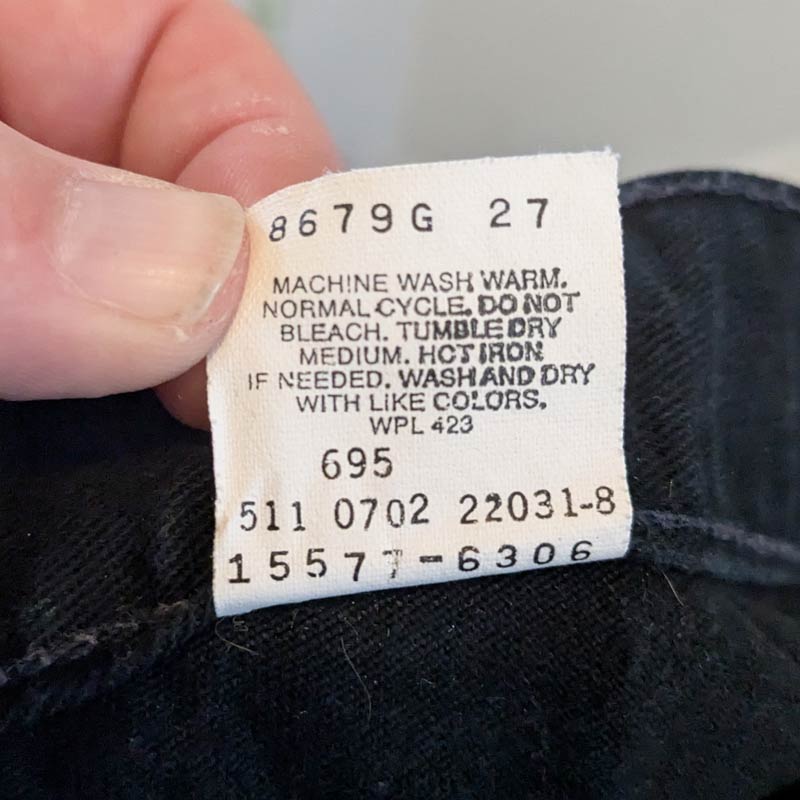 8679G 27
MACHINE WASH WARM.
NORMAL CYCLE. DO NOT
BLEACH. TUMBLE DRY
MEDIUM. HOT IRON
IF NEEDED. WASH AND DRY
WITH LIKE COLORS.
WPL 423
695
511 0702 22031-8
15577-6306